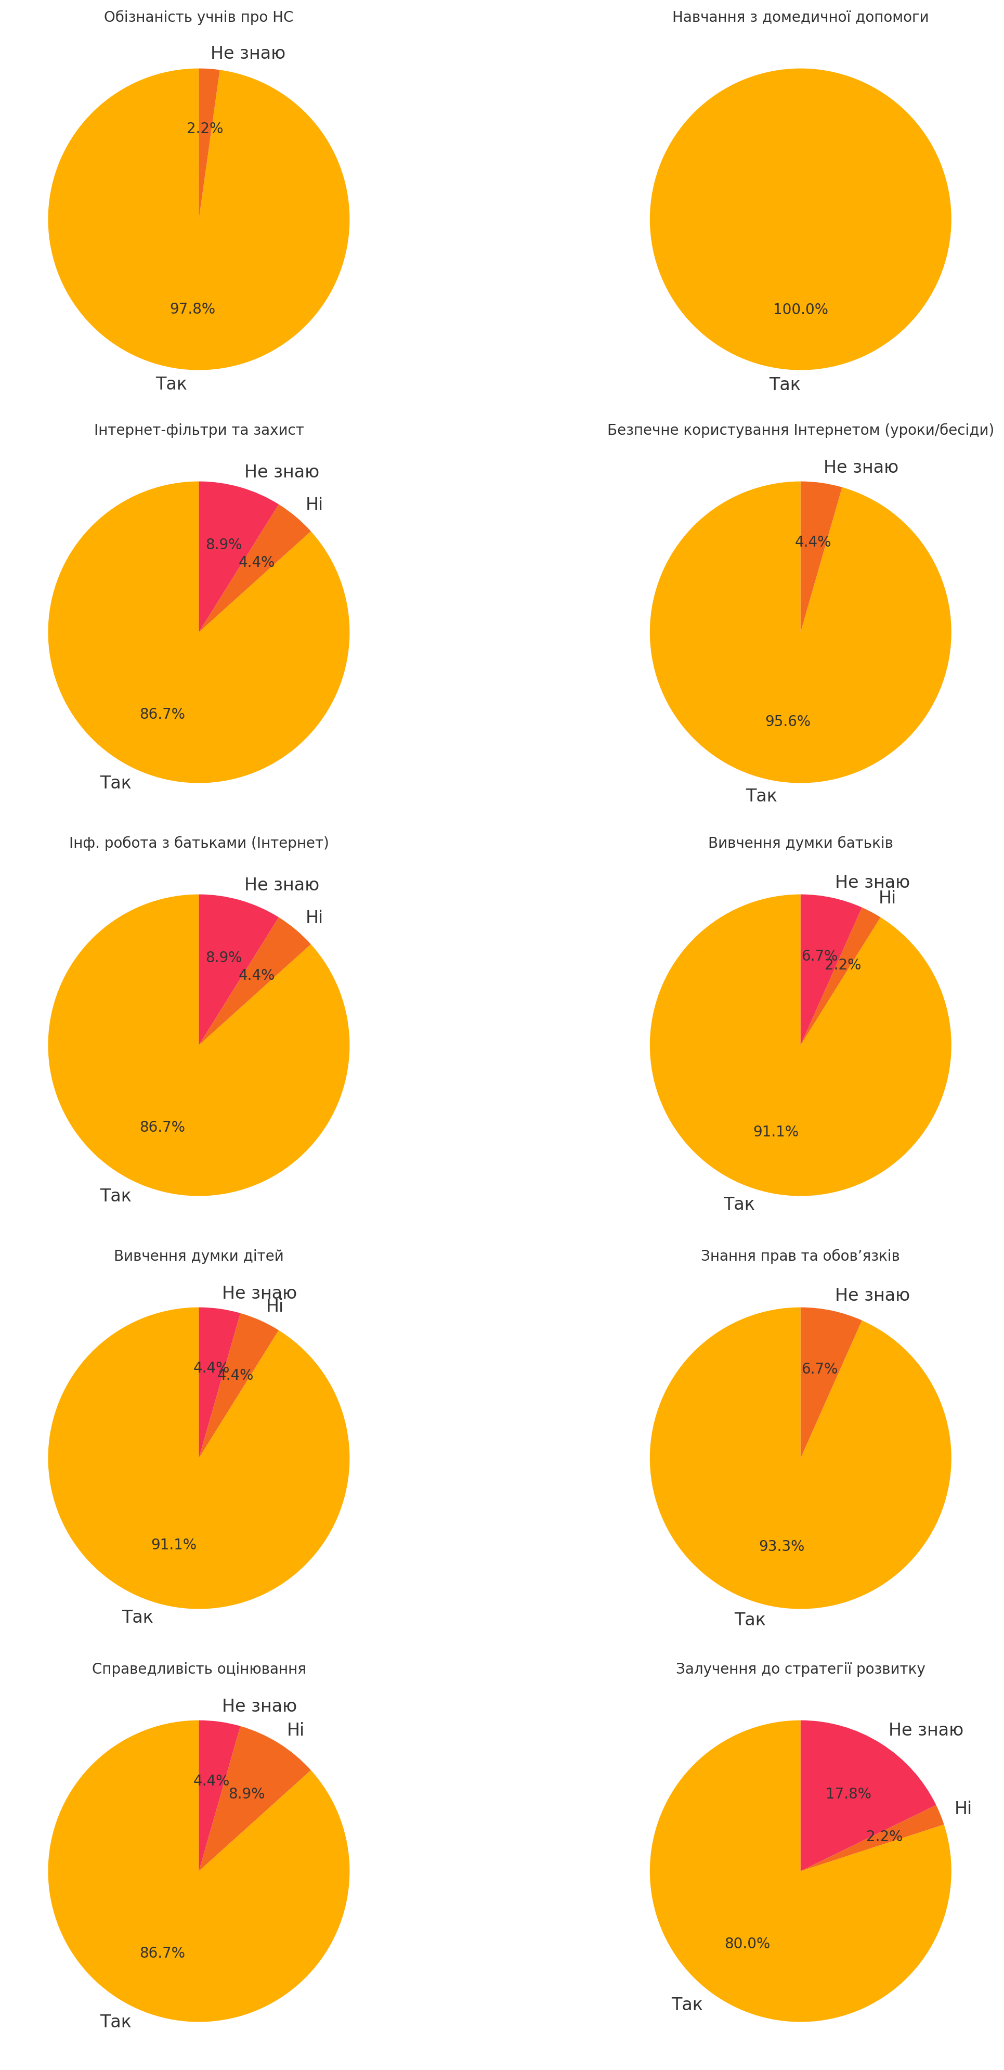 Обізнаність учнів про НС
Не знаю
2.2%
97.8%
Так
Навчання з домедичної допомоги
100.0%
Так
Інтернет-фільтри та захист
Не знаю
Ні
8.9%
4.4%
86.7%
Так
Безпечне користування Інтернетом (уроки/бесіди)
Не знаю
4.4%
95.6%
Так
Інф. робота з батьками (Інтернет)
Не знаю
Ні
8.9%
4.4%
86.7%
Так
Вивчення думки батьків
Не знаю
Ні
6.7%
2.2%
91.1%
Так
Вивчення думки дітей
Не знаю
Ні
4.4%
4.4%
91.1%
Так
Знання прав та обов’язків
Не знаю
6.7%
93.3%
Так
Справедливість оцінювання
Не знаю
Ні
4.4%
8.9%
86.7%
Так
Залучення до стратегії розвитку
Не знаю
17.8%
Ні
2.2%
80.0%
Так